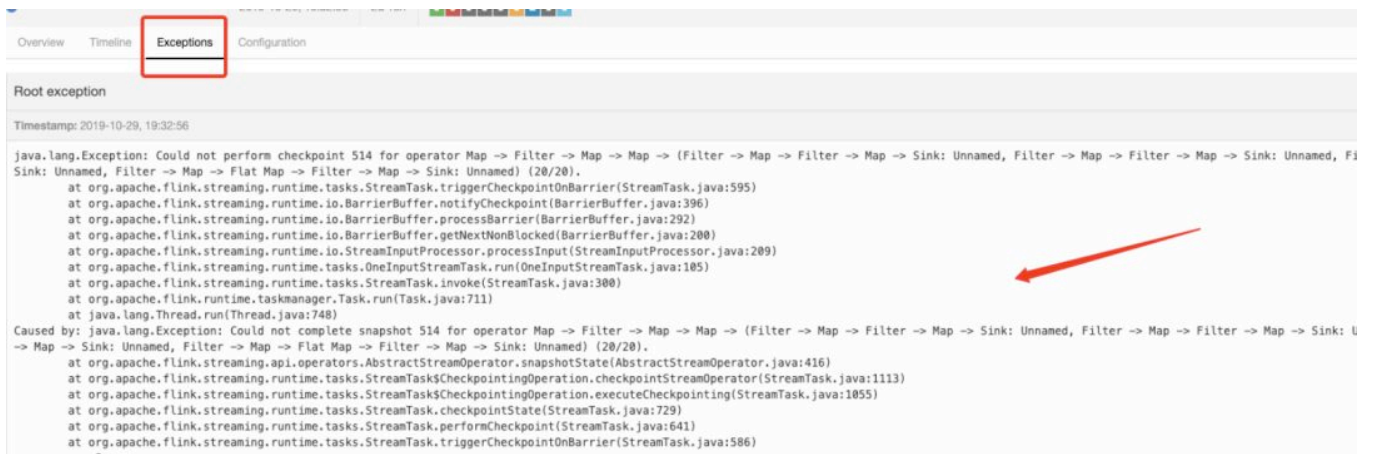 Overview Timeline Exceptions Configuration
Root exception
Timestamp: 2019-10-29, 19:32:56
java.lang.Exception: Could not perform checkpoint 514 for operator Map -> Filter -> Map -> Map -> (Filter -> Map -> Filter -> Map -> Sink: Unnamed, Filter -> Map -> Filter -> Map -> Sink: Unnamed, Fi
Sink: Unnamed, Filter -> Map -> Flat Map -> Filter -> Map -> Sink: Unnamed) (20/20).
at org.apache.flink.streaming.runtime.tasks.StreamTask.triggerCheckpointOnBarrier(StreamTask.java:595)
at org.apache.flink.streaming.runtime.io.BarrierBuffer.notifyCheckpoint(BarrierBuffer.java:396)
at org.apache.flink.streaming.runtime.io.BarrierBuffer.processBarrier(BarrierBuffer.java:292)
at org.apache.flink.streaming.runtime.io.BarrierBuffer.getNextNonBlocked(BarrierBuffer.java:200)
at org.apache.flink.streaming.runtime.io.StreamInputProcessor.processInput(StreamInputProcessor.java:209)
at org.apache.flink.streaming.runtime.tasks.OneInputStreamTask.run(OneInputStreamTask.java:105)
at org.apache.flink.streaming.runtime.tasks.StreamTask.invoke(StreamTask.java:300)
at org.apache.flink.runtime.taskmanager.Task.run(Task.java:711)
at java.lang.Thread.run(Thread.java:748)
Caused by: java.lang.Exception: Could not complete snapshot 514 for operator Map -> Filter -> Map -> Map -> (Filter -> Map -> Filter -> Map -> Sink: Unnamed, Filter -> Map -> Filter -> Map -> Sink: U
-> Map -> Sink: Unnamed, Filter -> Map -> Flat Map -> Filter -> Map -> Sink: Unnamed) (20/20).
at org.apache.flink.streaming.api.operators.AbstractStreamOperator.snapshotState(AbstractStreamOperator.java:416)
at org.apache.flink.streaming.runtime.tasks.StreamTask$CheckpointingOperation.checkpointStreamOperator(StreamTask.java:1113)
at org.apache.flink.streaming.runtime.tasks.StreamTask$CheckpointingOperation.executeCheckpointing(StreamTask.java:1055)
at org.apache.flink.streaming.runtime.tasks.StreamTask.checkpointState(StreamTask.java:729)
at org.apache.flink.streaming.runtime.tasks.StreamTask.performCheckpoint(StreamTask.java:641)
at org.apache.flink.streaming.runtime.tasks.StreamTask.triggerCheckpointOnBarrier(StreamTask.java:586)